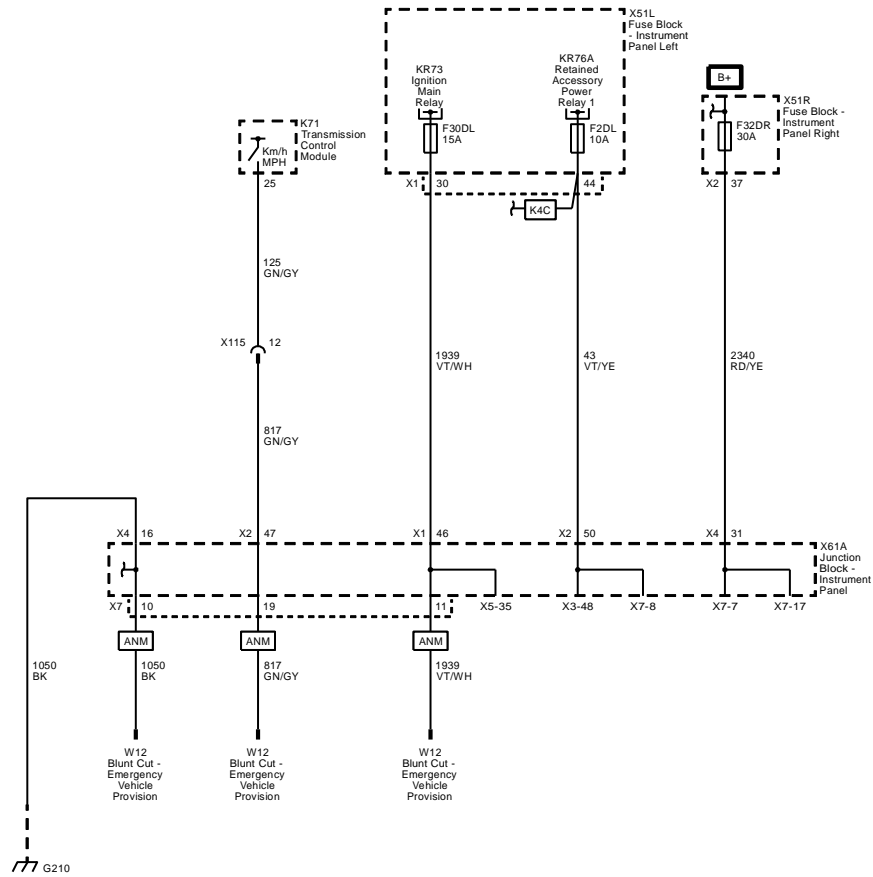 X51L
Fuse Block
- Instrument
Panel Left
KR73
Ignition
Main
Relay
KR76A
Retained
Accessory
Power
Relay 1
B+
X51R
Fuse Block -
Instrument
Panel Right
K71
Transmission
Control
Module
Km/h
MPH
F30DL
15A
F2DL
10A
F32DR
30A
25
X1 30
44
X2 37
K4C
125
GN/GY
X115 12
1939
VT/WH
43
VT/YE
2340
RD/YE
817
GN/GY
X4 16
X2 47
X1 46
X2 50
X4 31
X61A
Junction
Block -
Instrument
Panel
X7 10
19
11
X5-35
X3-48
X7-8
X7-7
X7-17
ANM
ANM
ANM
1050
BK
1050
BK
817
GN/GY
1939
VT/WH
W12
Blunt Cut -
Emergency
Vehicle
Provision
W12
Blunt Cut -
Emergency
Vehicle
Provision
W12
Blunt Cut -
Emergency
Vehicle
Provision
G210